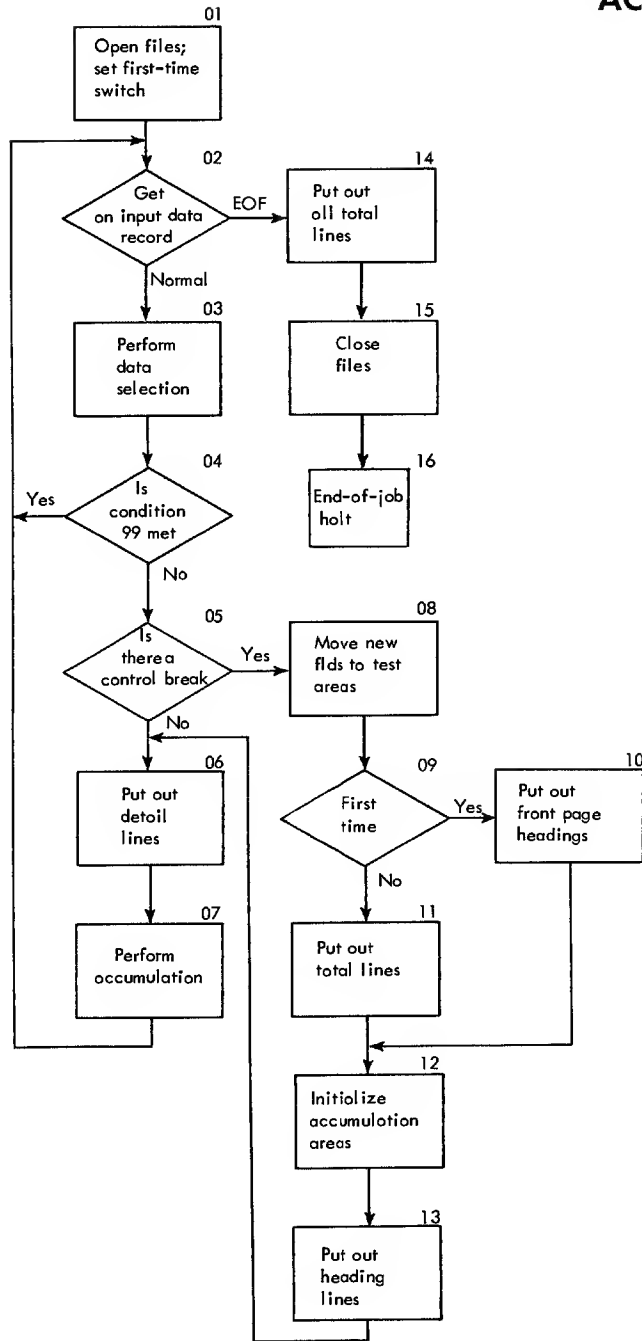 AC
01
Open files;
set first-time
switch
02
Get
on input data
record
EOF
Normal
14
Put out
oll total
lines
03
Perform
data
selection
15
Close
files
04
Is
condition
99 met
Yes
No
16
End-of-job
holt
05
Is
there a
control break
Yes
No
08
Move new
flds to test
areas
06
Put out
detoil
lines
09
First
time
Yes
No
10
Put out
front page
headings
07
Perform
occumulation
11
Put out
total lines
12
Initiolize
accumulotion
areas
13
Put out
heading
lines